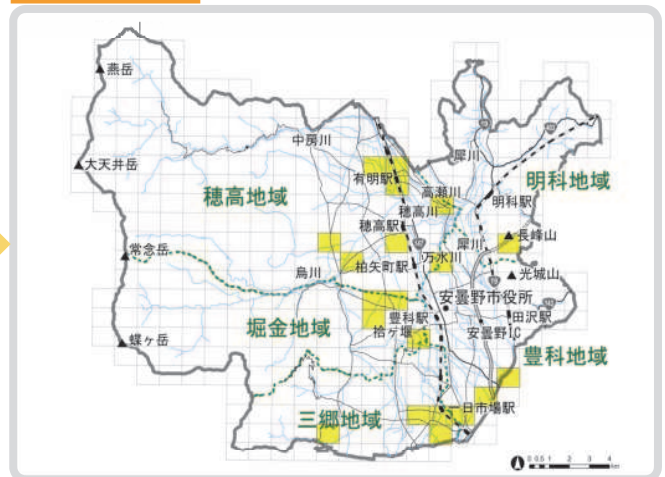 燕岳
大天井岳
中房川
犀川
有明駅
高瀬川
明科地域
穂高地域
穂高川
明科駅
穂高駅
犀川
長峰山
常念岳
烏川
柏矢町駅
万水川
光城山
安曇野市役所
堀金地域
豊科駅
田沢駅
拾ヶ堰
安曇野IC
蝶ヶ岳
豊科地域
三郷地域
一日市場駅
0 0.5 1 2 3 4
km